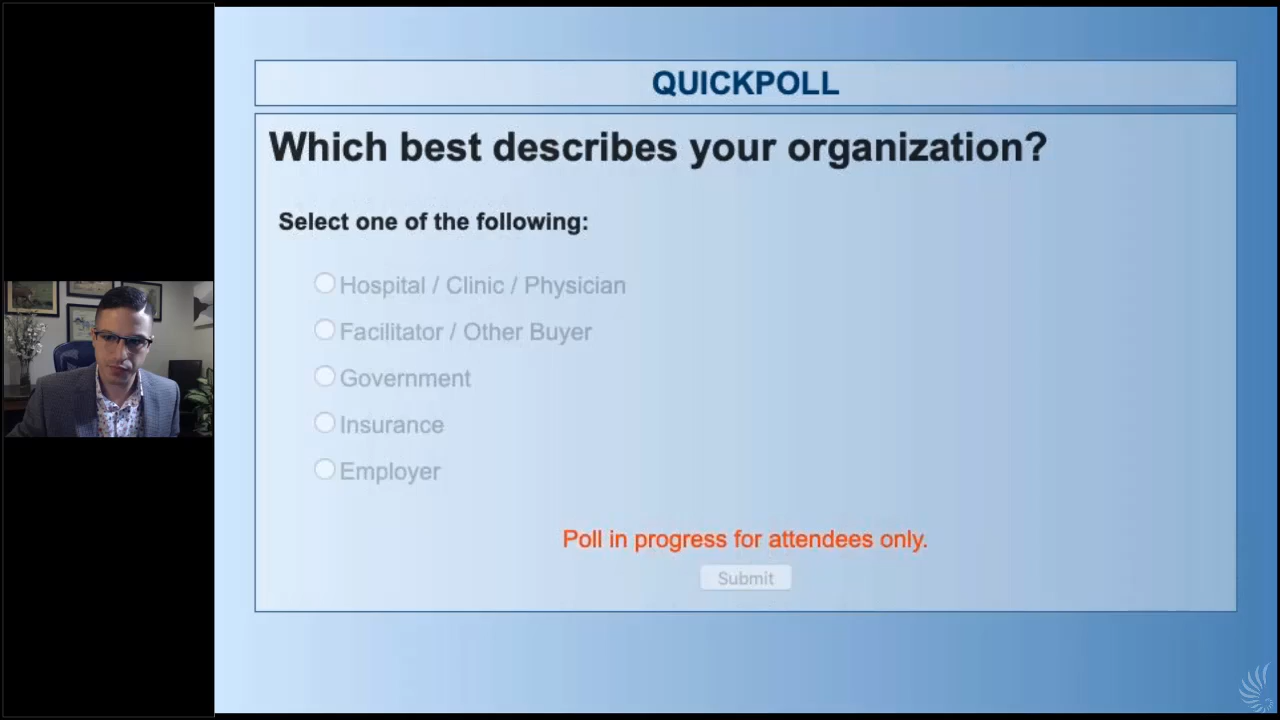 QUICKPOLL
Which best describes your organization?
Select one of the following:
Hospital / Clinic / Physician
Facilitator / Other Buyer
Government
Insurance
Employer
Poll in progress for attendees only.
Submit